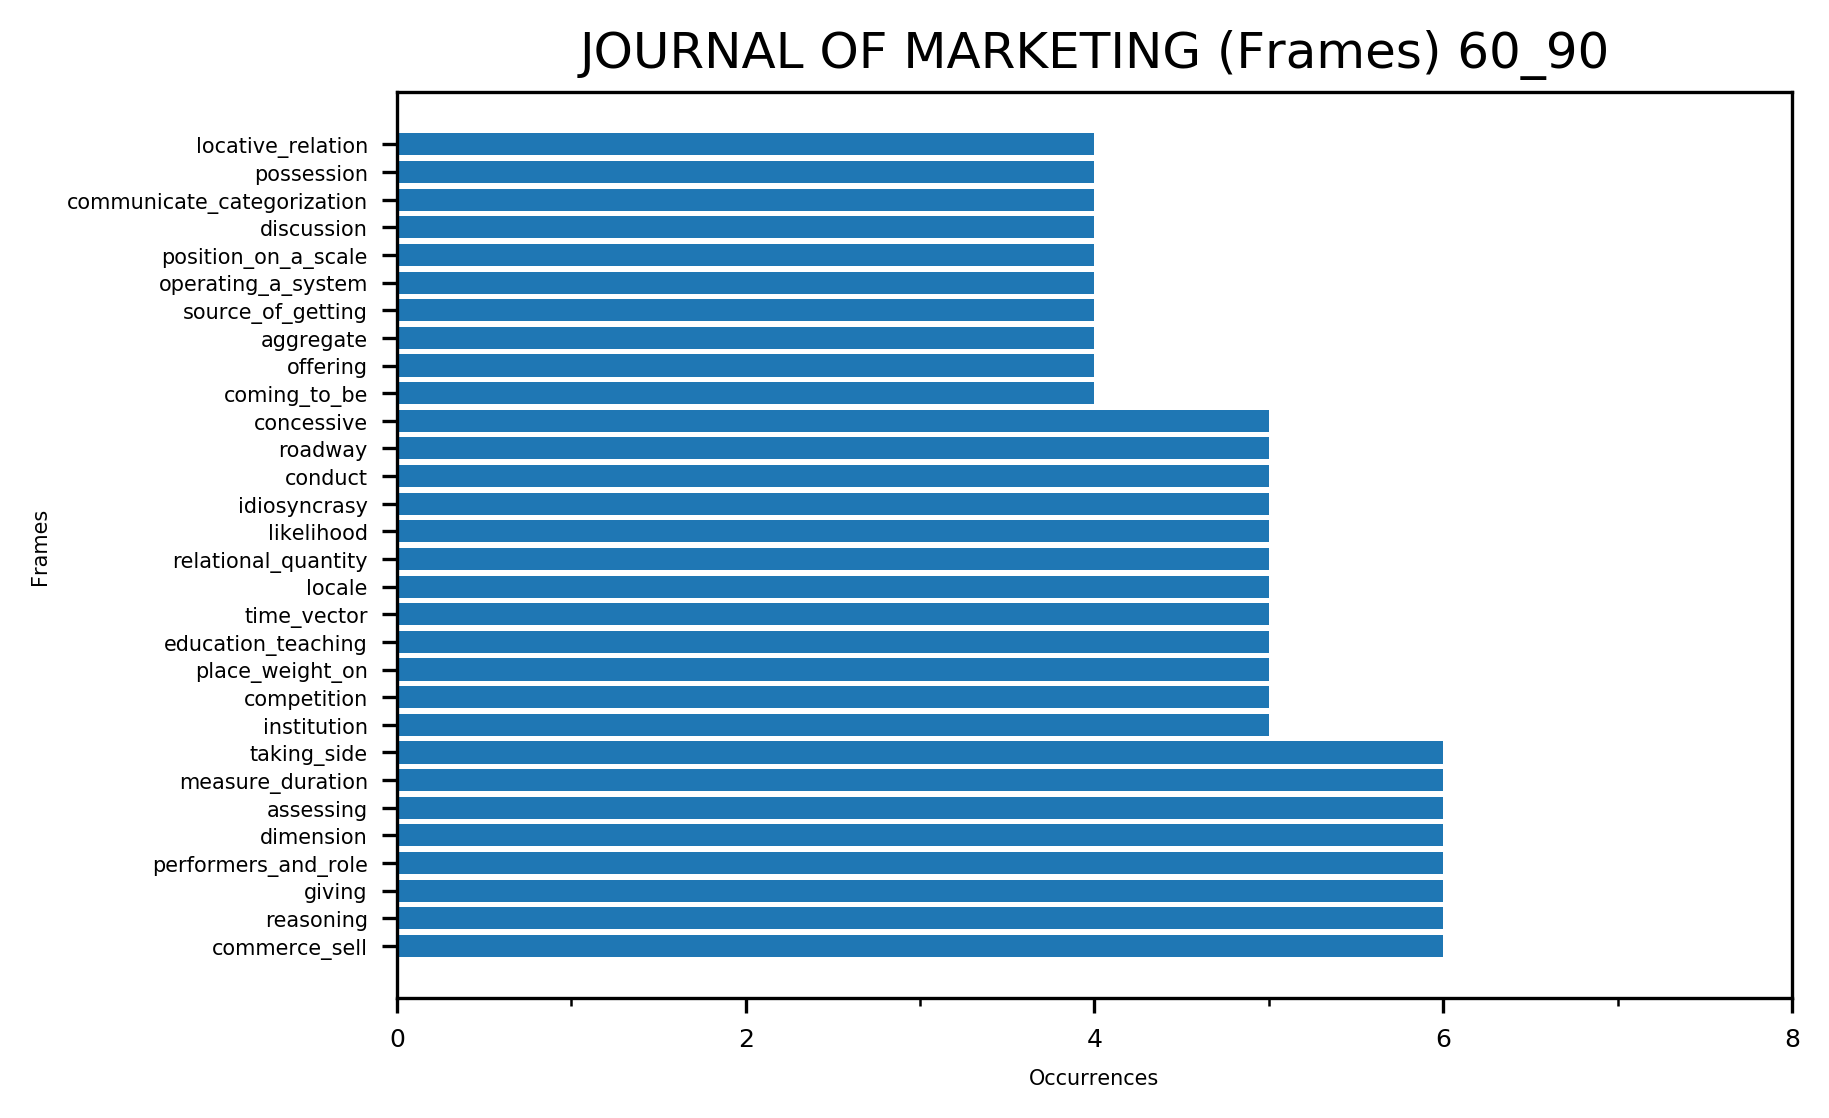 JOURNAL OF MARKETING (Frames) 60_90
locative_relation
possession
communicate_categorization
discussion
position_on_a_scale
operating_a_system
source_of_getting
aggregate
offering
coming_to_be
concessive
roadway
conduct
idiosyncrasy
likelihood
relational_quantity
locale
time_vector
education_teaching
place_weight_on
competition
institution
taking_side
measure_duration
assessing
dimension
performers_and_role
giving
reasoning
commerce_sell
Frames
0 2 4 6 8
Occurrences